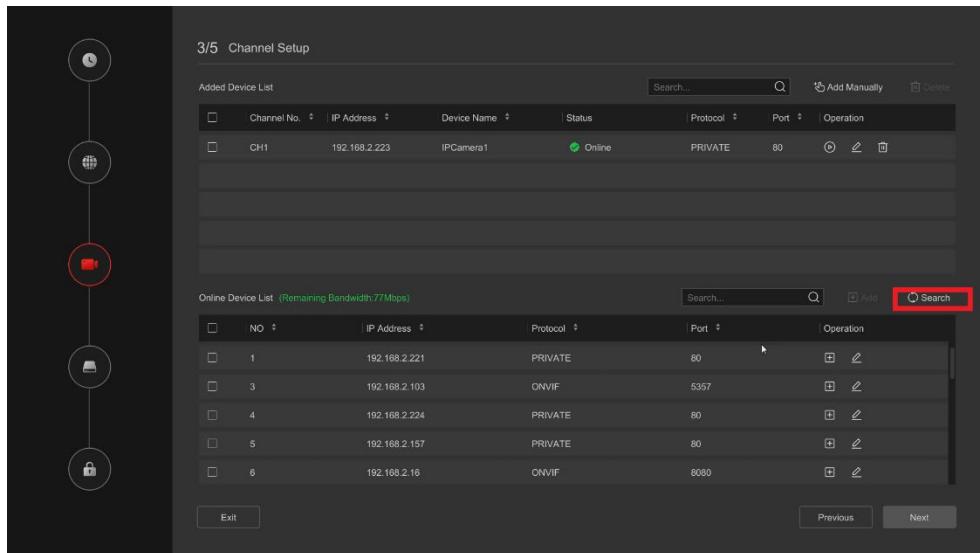 3/5 Channel Setup
Added Device List Search... Add Manually Delete
Channel No. IP Address Device Name Status Protocol Port Operation
CH1 192.168.2.223 IPCamera1 Online PRIVATE 80
Online Device List (Remaining Bandwidth:77Mbps) Search... Add Search
NO IP Address Protocol Port Operation
1 192.168.2.221 PRIVATE 80
3 192.168.2.103 ONVIF 5357
4 192.168.2.224 PRIVATE 80
5 192.168.2.157 PRIVATE 80
6 192.168.2.16 ONVIF 8080
Exit Previous Next